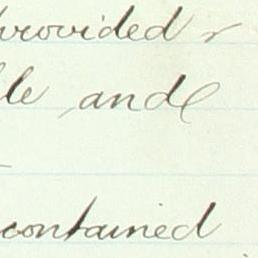 provided r
le and
contained